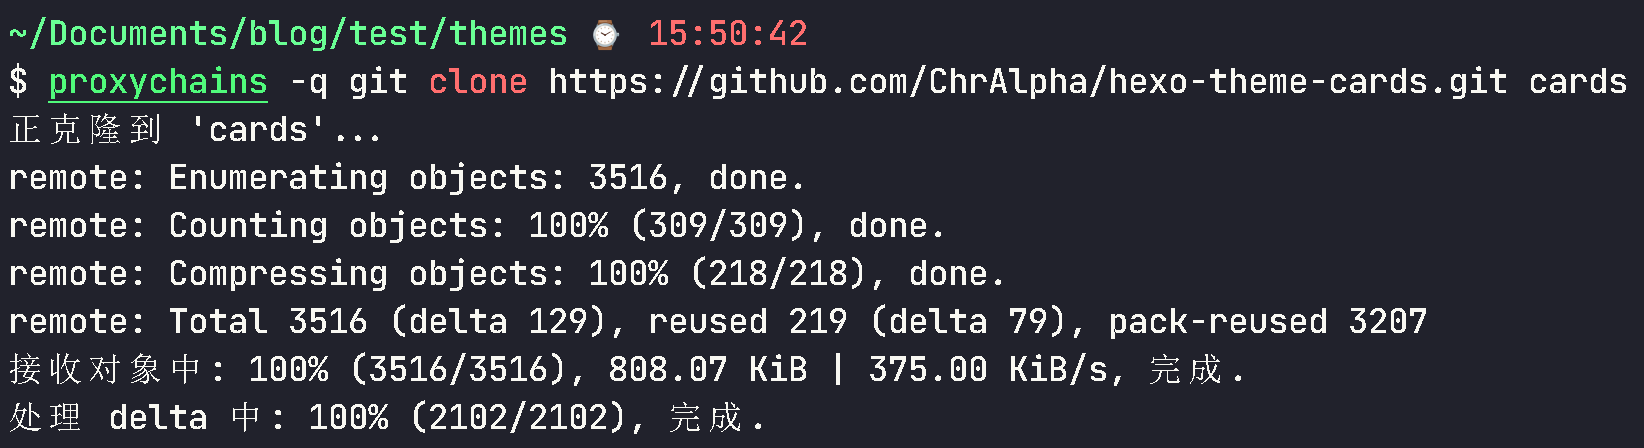 ~/Documents/blog/test/themes ⌚ 15:50:42
$ proxychains -q git clone https://github.com/ChrAlpha/hexo-theme-cards.git cards
正克隆到 'cards'...
remote: Enumerating objects: 3516, done.
remote: Counting objects: 100% (309/309), done.
remote: Compressing objects: 100% (218/218), done.
remote: Total 3516 (delta 129), reused 219 (delta 79), pack-reused 3207
接收对象中: 100% (3516/3516), 808.07 KiB | 375.00 KiB/s, 完成.
处理 delta 中: 100% (2102/2102), 完成.